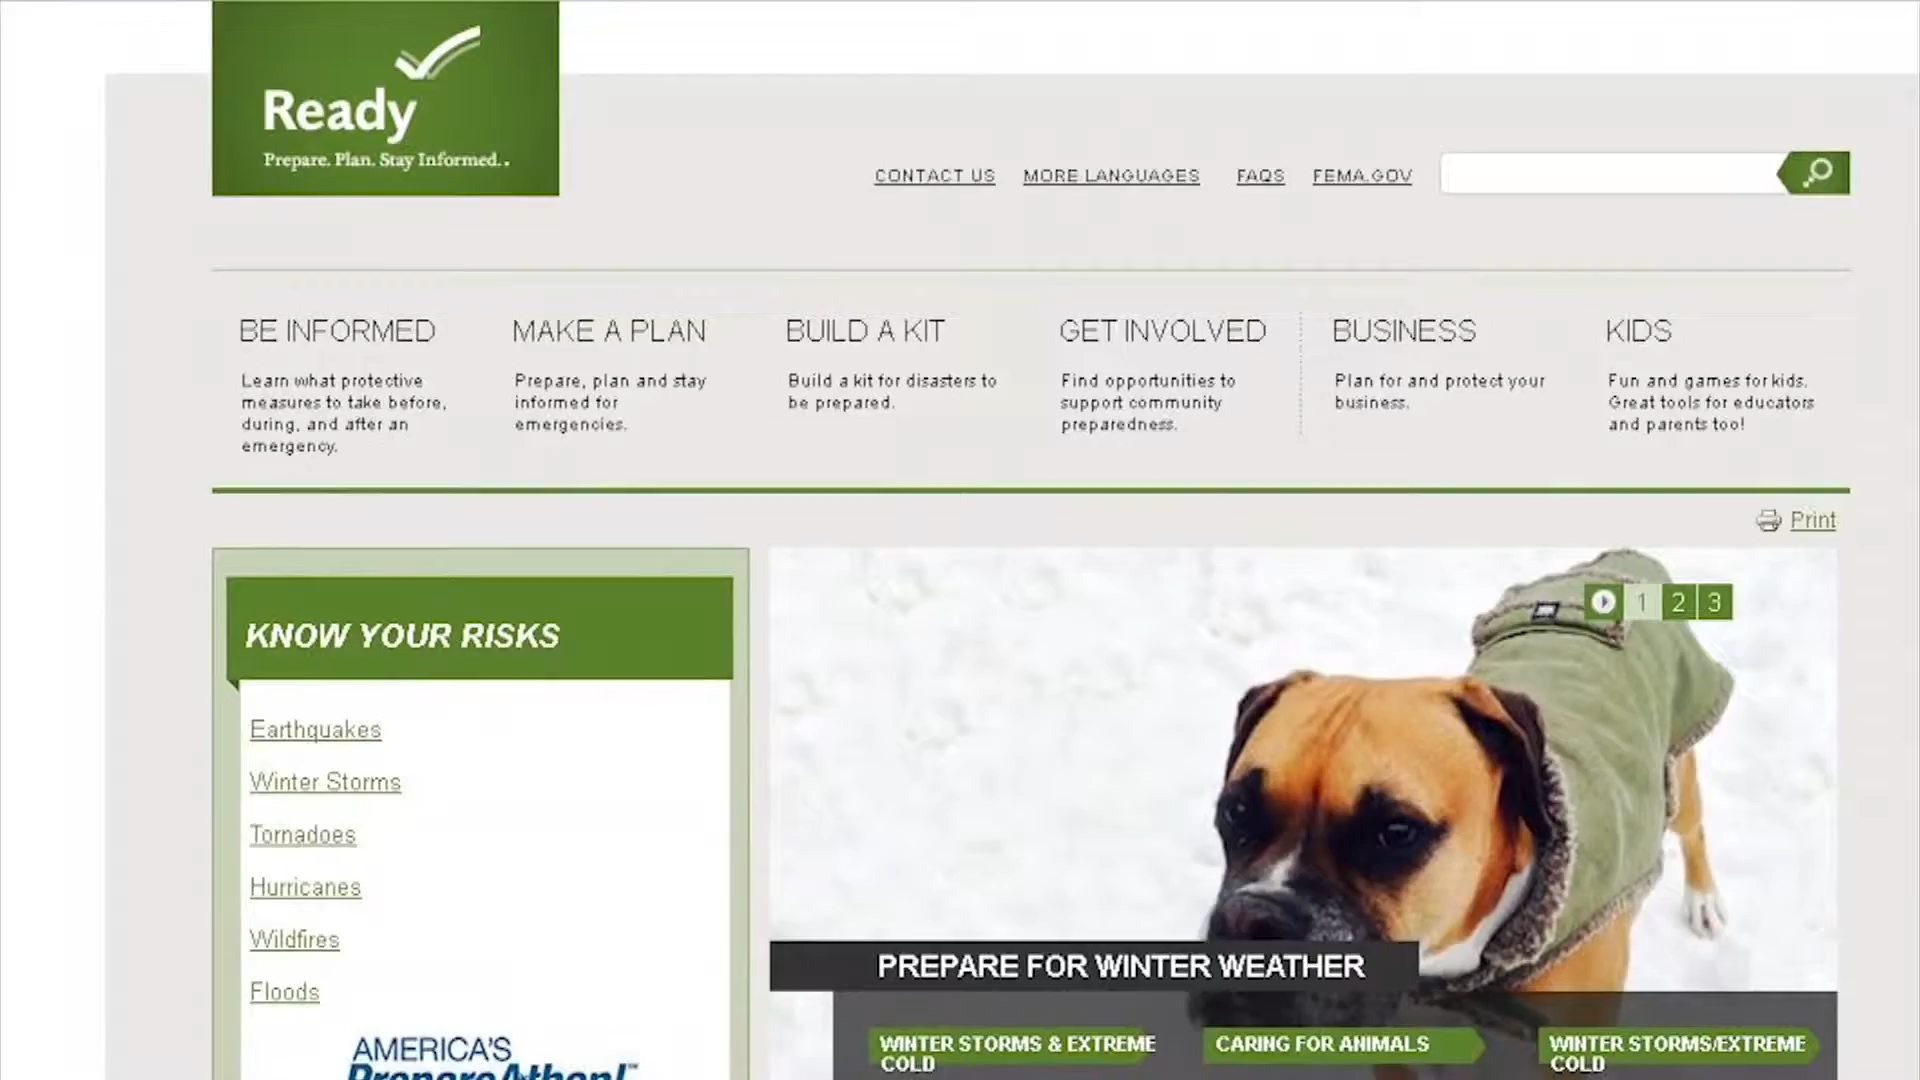 Ready
Prepare. Plan. Stay Informed..
CONTACT US
MORE LANGUAGES
FAQS
FEMA.GOV
BE INFORMED
Learn what protective
measures to take before,
during, and after an
emergency.
MAKE A PLAN
Prepare, plan and stay
informed for
emergencies.
BUILD A KIT
Build a kit for disasters to
be prepared.
GET INVOLVED
Find opportunities to
support community
preparedness.
BUSINESS
Plan for and protect your
business.
KIDS
Fun and games for kids.
Great tools for educators
and parents too!
Print
KNOW YOUR RISKS
Earthquakes
Winter Storms
Tornadoes
Hurricanes
Wildfires
Floods
AMERICA'S
PrepareAthon!™
1 2 3
PREPARE FOR WINTER WEATHER
WINTER STORMS & EXTREME
COLD
CARING FOR ANIMALS
WINTER STORMS/EXTREME
COLD